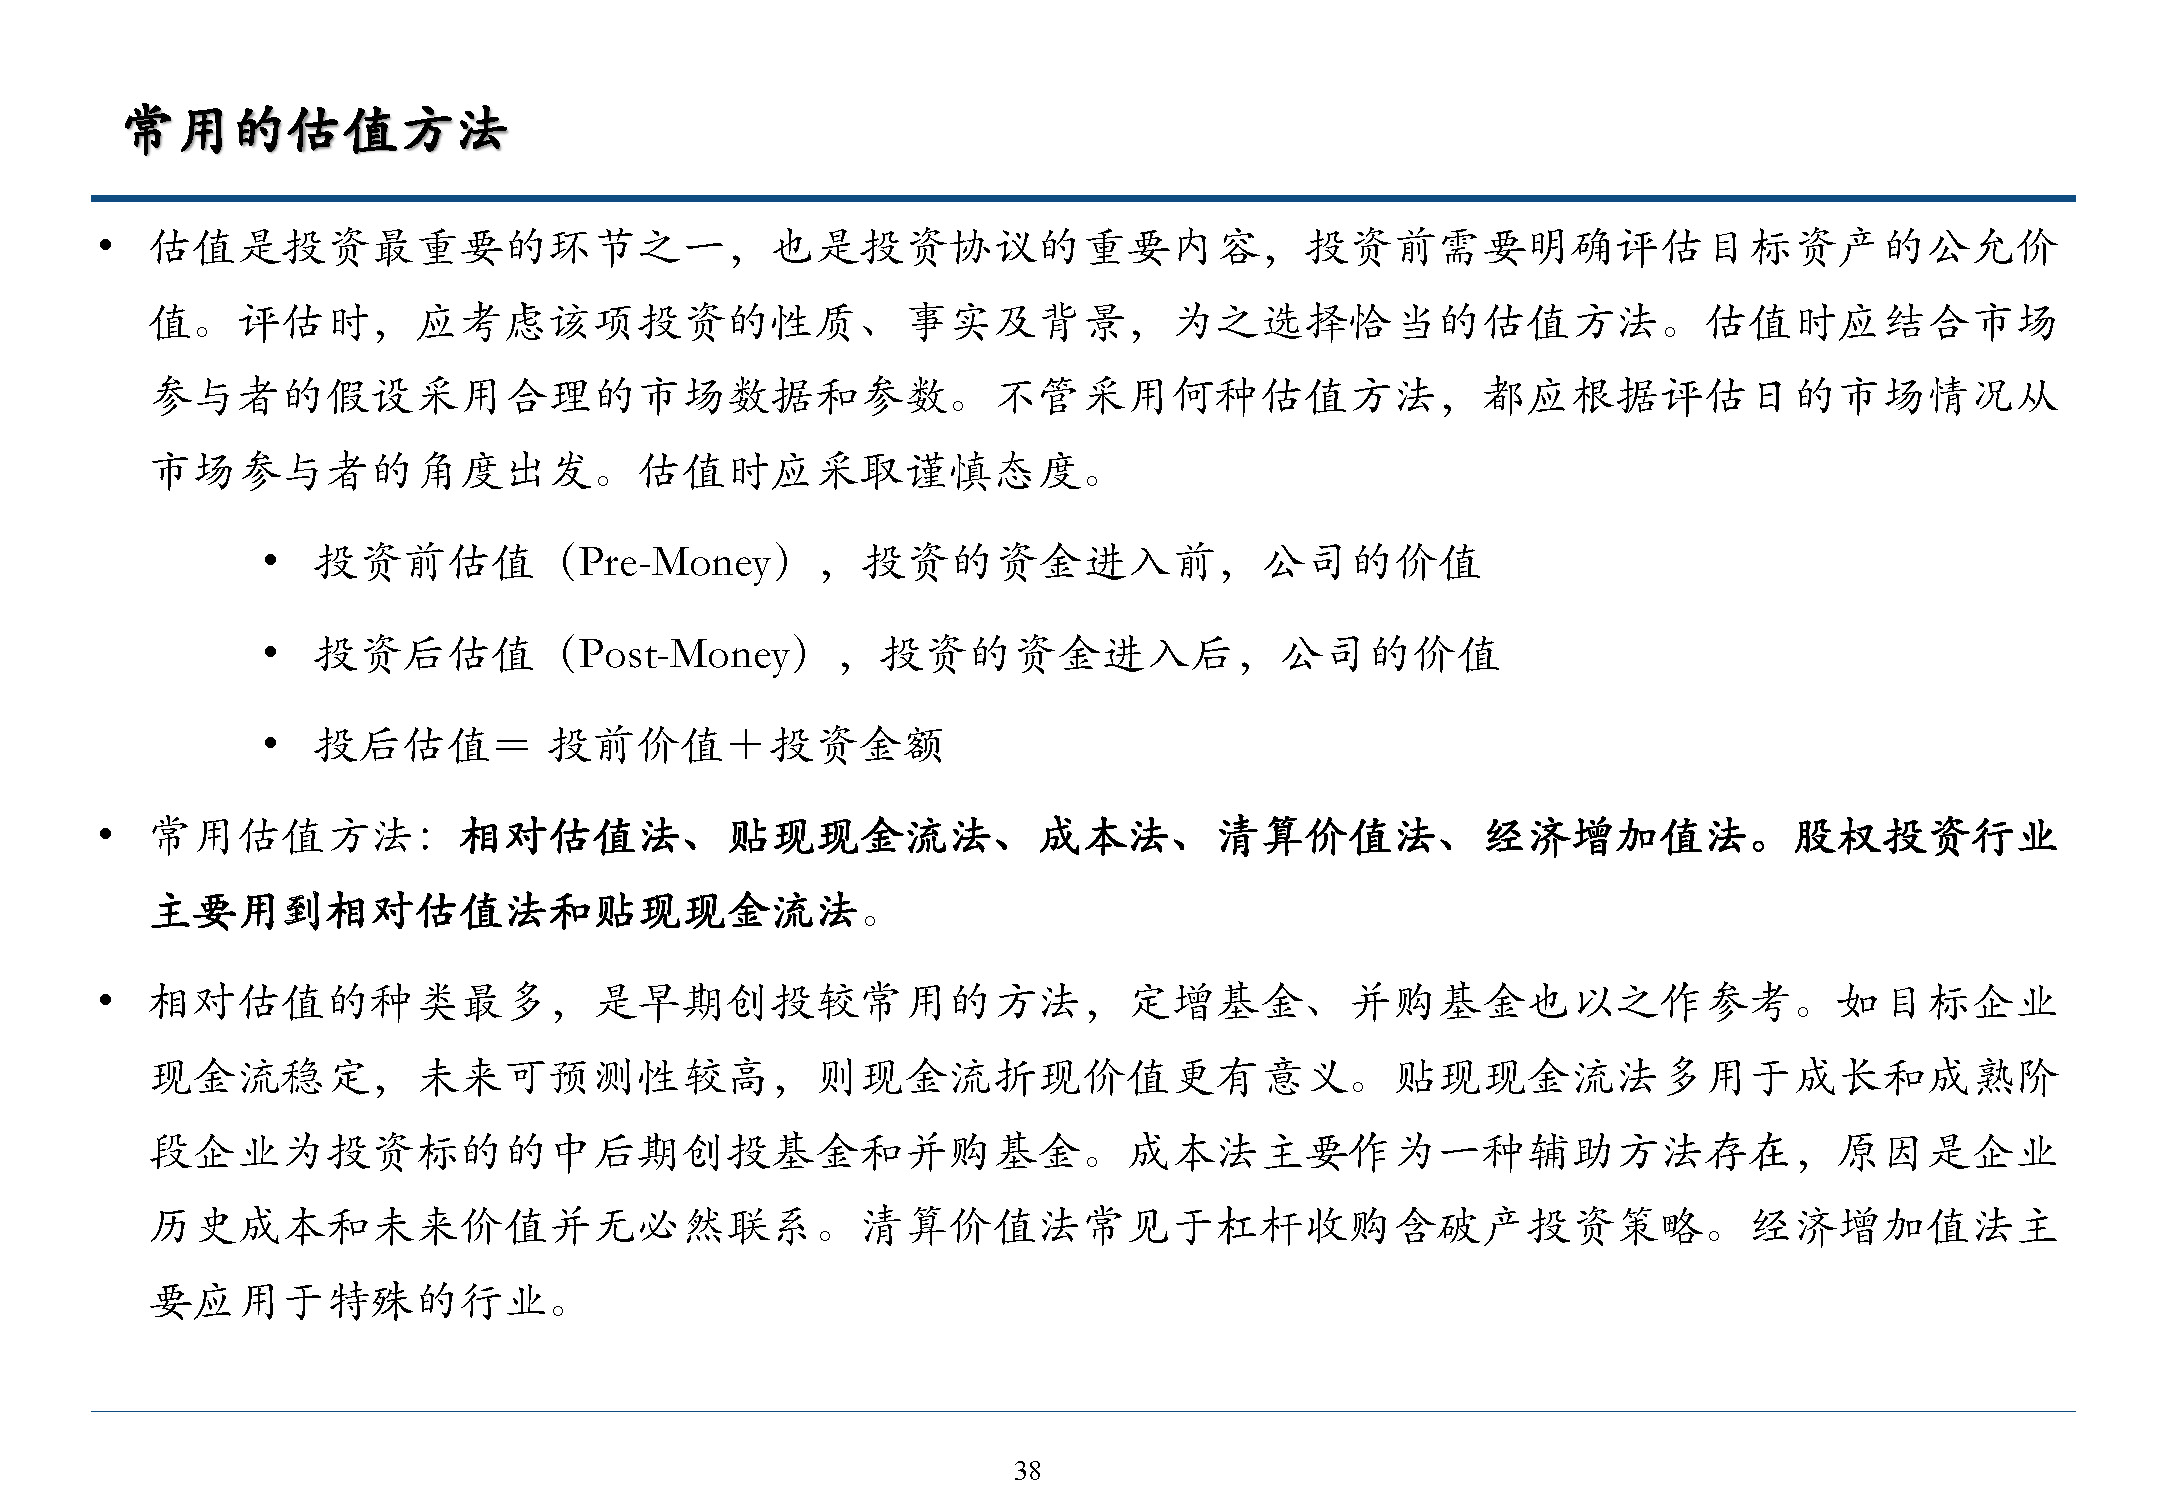 常用的估值方法
• 估值是投资最重要的环节之一，也是投资协议的重要内容，投资前需要明确评估目标资产的公允价
值。评估时，应考虑该项投资的性质、事实及背景，为之选择恰当的估值方法。估值时应结合市场
参与者的假设采用合理的市场数据和参数。不管采用何种估值方法，都应根据评估日的市场情况从
市场参与者的角度出发。估值时应采取谨慎态度。
• 投资前估值（Pre-Money），投资的资金进入前，公司的价值
• 投资后估值（Post-Money），投资的资金进入后，公司的价值
• 投后估值＝ 投前价值＋投资金额
• 常用估值方法：相对估值法、贴现现金流法、成本法、清算价值法、经济增加值法。股权投资行业
主要用到相对估值法和贴现现金流法。
• 相对估值的种类最多，是早期创投较常用的方法，定增基金、并购基金也以之作参考。如目标企业
现金流稳定，未来可预测性较高，则现金流折现价值更有意义。贴现现金流法多用于成长和成熟阶
段企业为投资标的的中后期创投基金和并购基金。成本法主要作为一种辅助方法存在，原因是企业
历史成本和未来价值并无必然联系。清算价值法常见于杠杆收购含破产投资策略。经济增加值法主
要应用于特殊的行业。
38